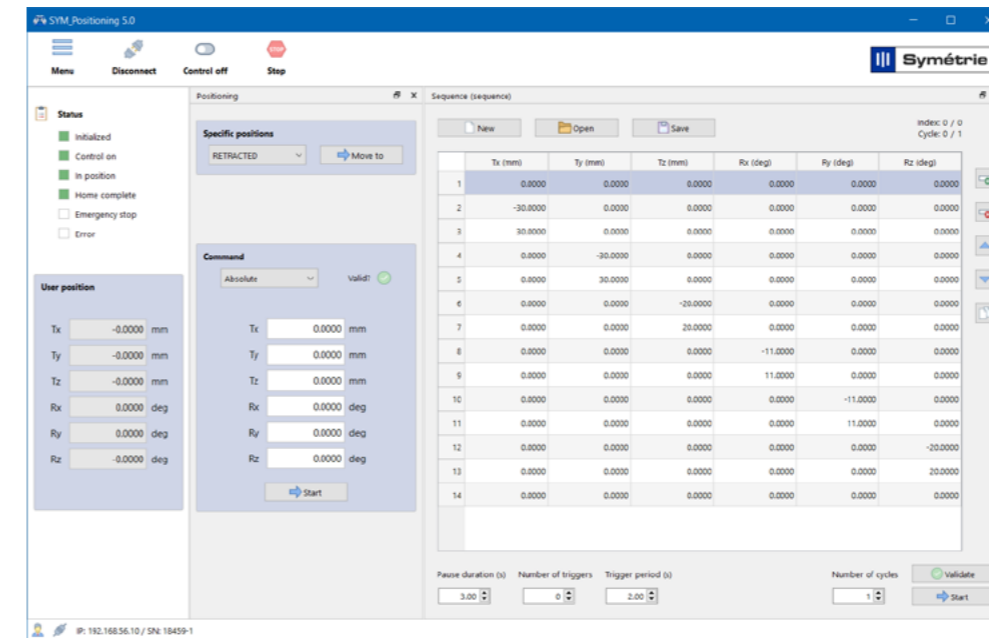 SYM_Positioning 5.0
Menu Disconnect Control off Stop
STOP
Symétrie
Status
Initialized
Control on
In position
Home complete
Emergency stop
Error
User position
Tx -0.0000 mm
Ty -0.0000 mm
Tz -0.0000 mm
Rx 0.0000 deg
Ry 0.0000 deg
Rz -0.0000 deg
Positioning
Specific positions
RETRACTED Move to
Command
Absolute Valid?
Tx 0.0000 mm
Ty 0.0000 mm
Tz 0.0000 mm
Rx 0.0000 deg
Ry 0.0000 deg
Rz 0.0000 deg
Start
Sequence (sequence)
New Open Save
Index: 0 / 0
Cycle: 0 / 1
Tx (mm) Ty (mm) Tz (mm) Rx (deg) Ry (deg) Rz (deg)
1 0.0000 0.0000 0.0000 0.0000 0.0000 0.0000
2 -30.0000 0.0000 0.0000 0.0000 0.0000 0.0000
3 30.0000 0.0000 0.0000 0.0000 0.0000 0.0000
4 0.0000 -30.0000 0.0000 0.0000 0.0000 0.0000
5 0.0000 30.0000 0.0000 0.0000 0.0000 0.0000
6 0.0000 0.0000 -20.0000 0.0000 0.0000 0.0000
7 0.0000 0.0000 20.0000 0.0000 0.0000 0.0000
8 0.0000 0.0000 0.0000 -11.0000 0.0000 0.0000
9 0.0000 0.0000 0.0000 11.0000 0.0000 0.0000
10 0.0000 0.0000 0.0000 0.0000 -11.0000 0.0000
11 0.0000 0.0000 0.0000 0.0000 11.0000 0.0000
12 0.0000 0.0000 0.0000 0.0000 0.0000 -20.0000
13 0.0000 0.0000 0.0000 0.0000 0.0000 20.0000
14 0.0000 0.0000 0.0000 0.0000 0.0000 0.0000
Pause duration (s) Number of triggers Trigger period (s) Number of cycles Validate
3.00 0 2.00 1 Start
IP: 192.168.56.10 / SN: 18459-1